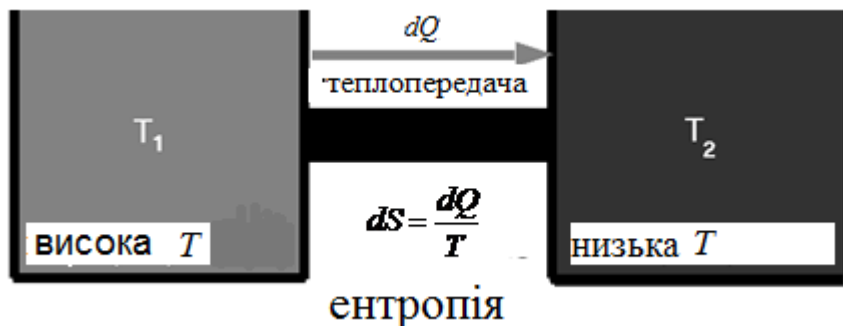 dQ
теплопередача
T₁
T₂
dS = dQ/T
висока T
низька T
ентропія